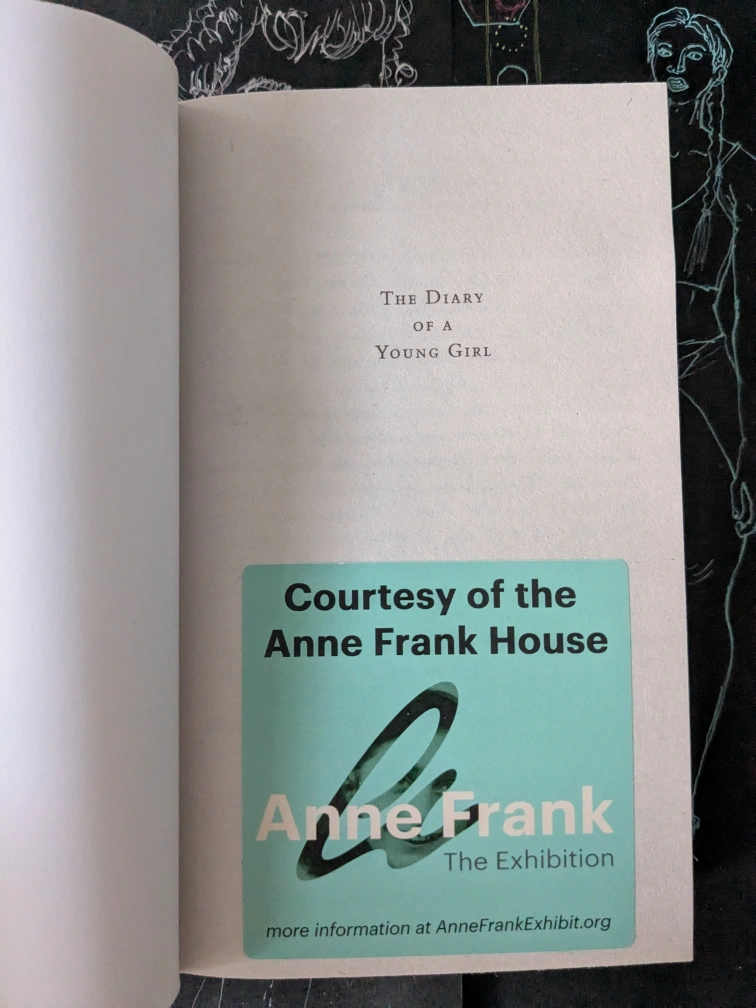 The Diary
of a
Young Girl
Courtesy of the
Anne Frank House
Anne Frank
The Exhibition
more information at AnneFrankExhibit.org